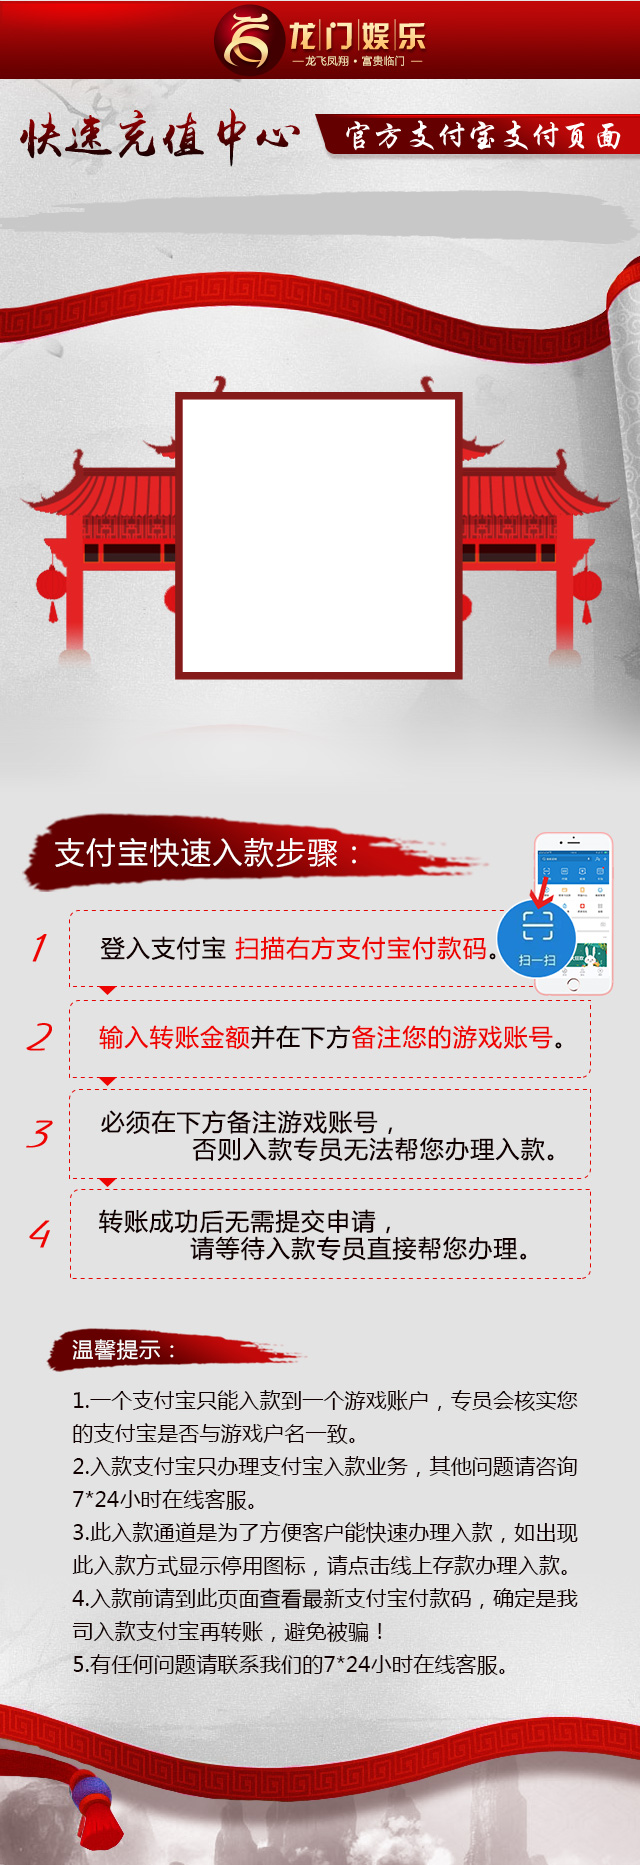 龙门娱乐
龙飞凤翔·富贵临门
快速充值中心
官方支付宝支付页面
支付宝快速入款步骤：
1 登入支付宝 扫描右方支付宝付款码。
扫一扫
2 输入转账金额并在下方备注您的游戏账号。
3 必须在下方备注游戏账号，
否则入款专员无法帮您办理入款。
4 转账成功后无需提交申请，
请等待入款专员直接帮您办理。
温馨提示：
1.一个支付宝只能入款到一个游戏账户，专员会核实您
的支付宝是否与游戏户名一致。
2.入款支付宝只办理支付宝入款业务，其他问题请咨询
7*24小时在线客服。
3.此入款通道是为了方便客户能快速办理入款，如出现
此入款方式显示停用图标，请点击线上存款办理入款。
4.入款前请到此页面查看最新支付宝付款码，确定是我
司入款支付宝再转账，避免被骗！
5.有任何问题请联系我们的7*24小时在线客服。